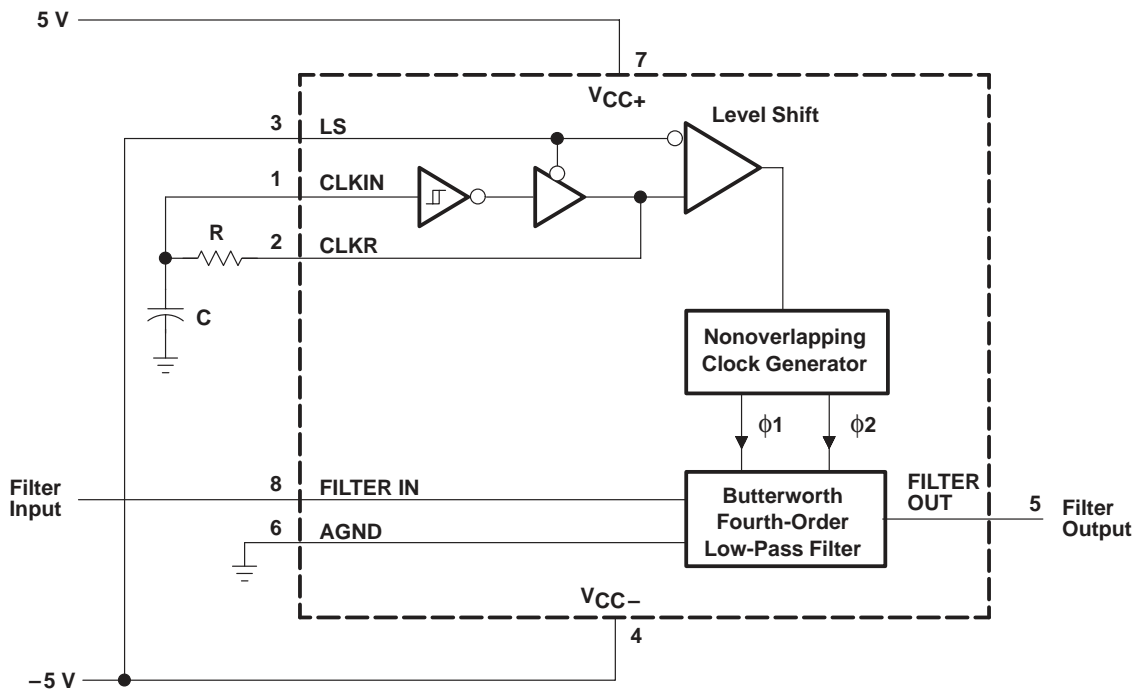 5 V
7
VCC+
Level Shift
3 LS
1 CLKIN
R
2 CLKR
C
Nonoverlapping
Clock Generator
ϕ1 ϕ2
Filter
Input
8 FILTER IN
6 AGND
Butterworth
Fourth-Order
Low-Pass Filter
FILTER
OUT
5
Filter
Output
VCC–
4
–5 V